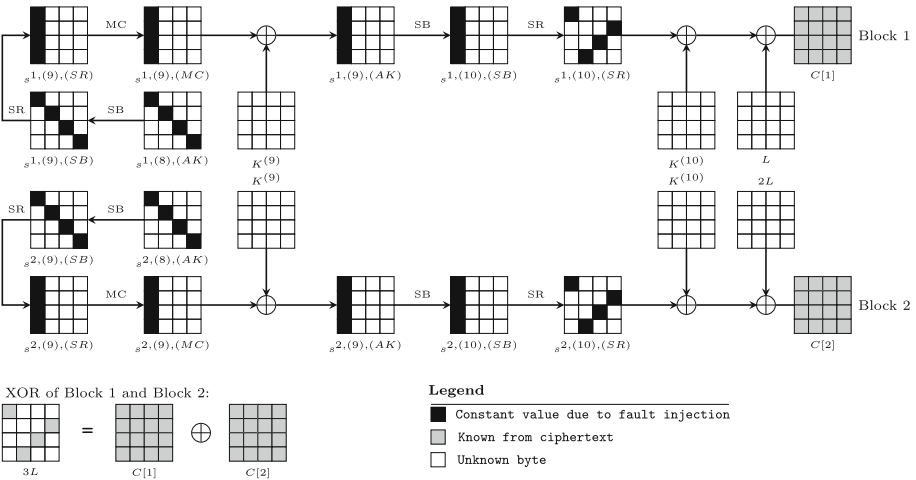 MC SB SR
Block 1
s1,(9),(SR) s1,(9),(MC) s1,(9),(AK) s1,(10),(SB) s1,(10),(SR) C[1]
SR SB
s1,(9),(SB) s1,(8),(AK) K(9) K(10) L
K(9) K(10) 2L
SR SB
s2,(9),(SB) s2,(8),(AK)
MC SB SR
Block 2
s2,(9),(SR) s2,(9),(MC) s2,(9),(AK) s2,(10),(SB) s2,(10),(SR) C[2]
XOR of Block 1 and Block 2:
= ⊕
3L C[1] C[2]
Legend
Constant value due to fault injection
Known from ciphertext
Unknown byte